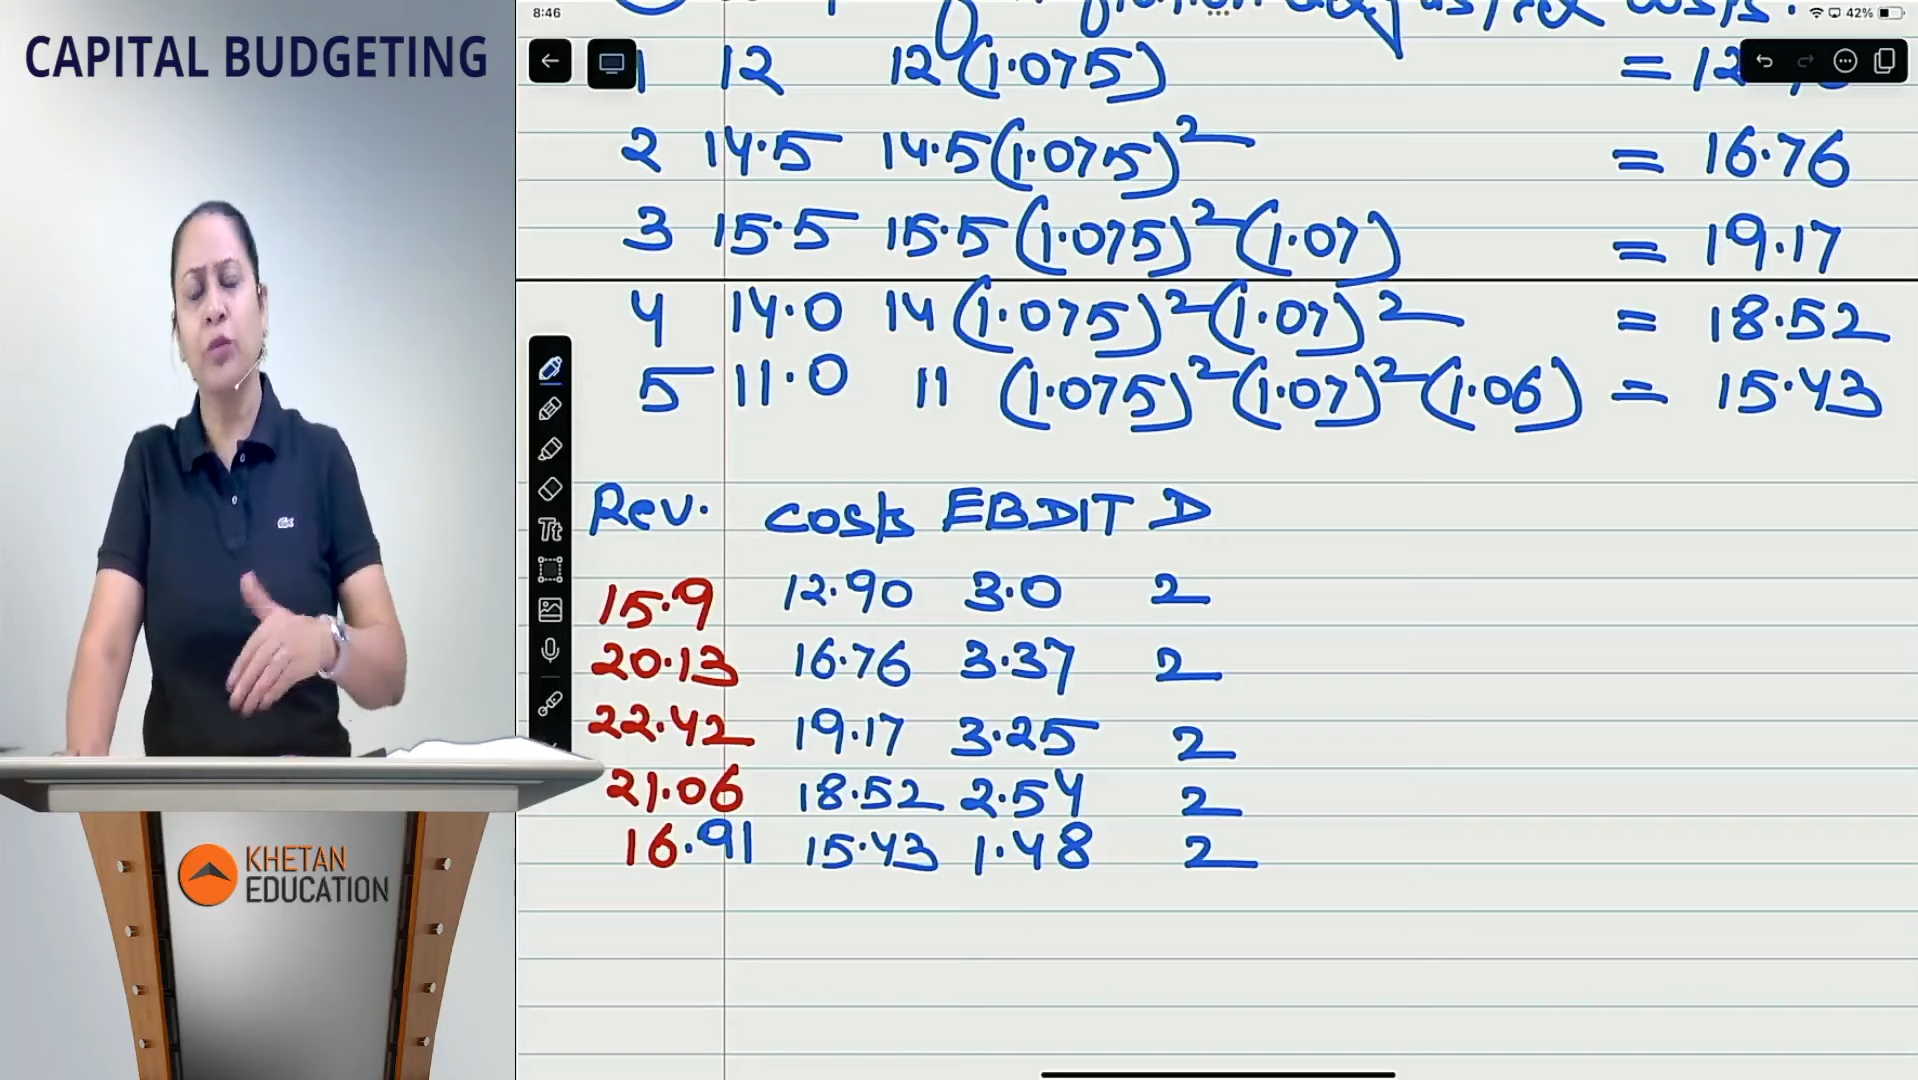 8:46
42%
CAPITAL BUDGETING
costs.
1 12 12(1.075) = 12
2 14.5 14.5(1.075)² = 16.76
3 15.5 15.5(1.075)²(1.07) = 19.17
4 14.0 14(1.075)²(1.07)² = 18.52
5 11.0 11 (1.075)²(1.07)²(1.06) = 15.43
Tt
Rev. Costs EBDIT D
15.9 12.90 3.0 2
20.13 16.76 3.37 2
22.42 19.17 3.25 2
21.06 18.52 2.54 2
16.91 15.43 1.48 2
KHETAN
EDUCATION